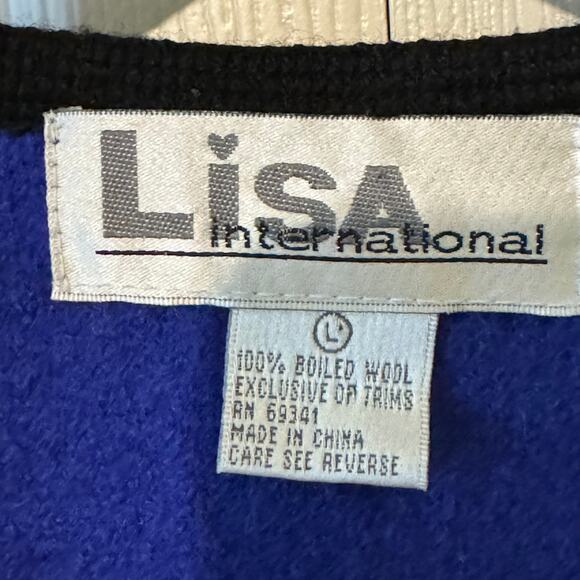 LiSA
international
L
100% BOILED WOOL
EXCLUSIVE OF TRIMS
RN 69341
MADE IN CHINA
CARE SEE REVERSE